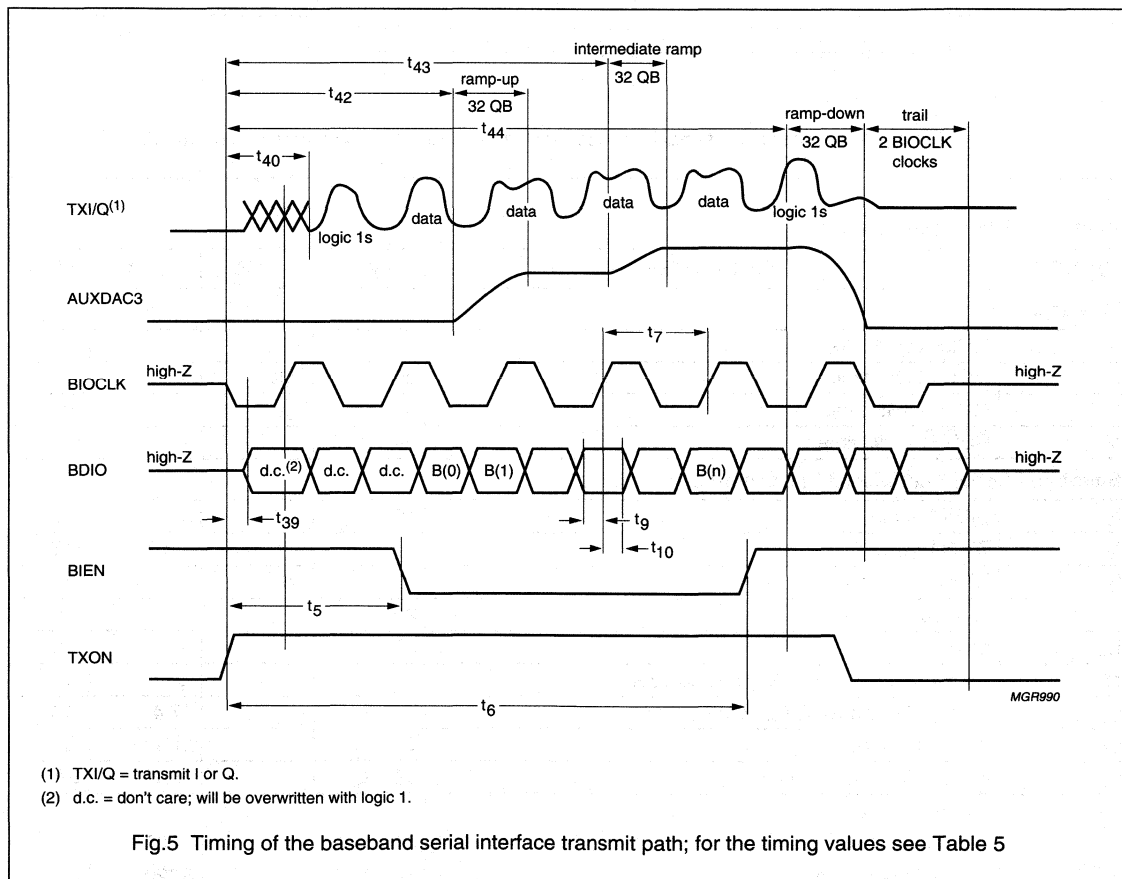 intermediate ramp
t43
ramp-up
32 QB
t42
32 QB
ramp-down
trail
t44
32 QB
2 BIOCLK
clocks
t40
TXI/Q(1)
logic 1s
data
data
data
data
logic 1s
AUXDAC3
t7
high-Z
high-Z
BIOCLK
high-Z
high-Z
BDIO
d.c.(2)
d.c.
d.c.
B(0)
B(1)
B(n)
t39
t9
t10
BIEN
t5
TXON
t6
MGR990
(1) TXI/Q = transmit I or Q.
(2) d.c. = don't care; will be overwritten with logic 1.
Fig.5 Timing of the baseband serial interface transmit path; for the timing values see Table 5